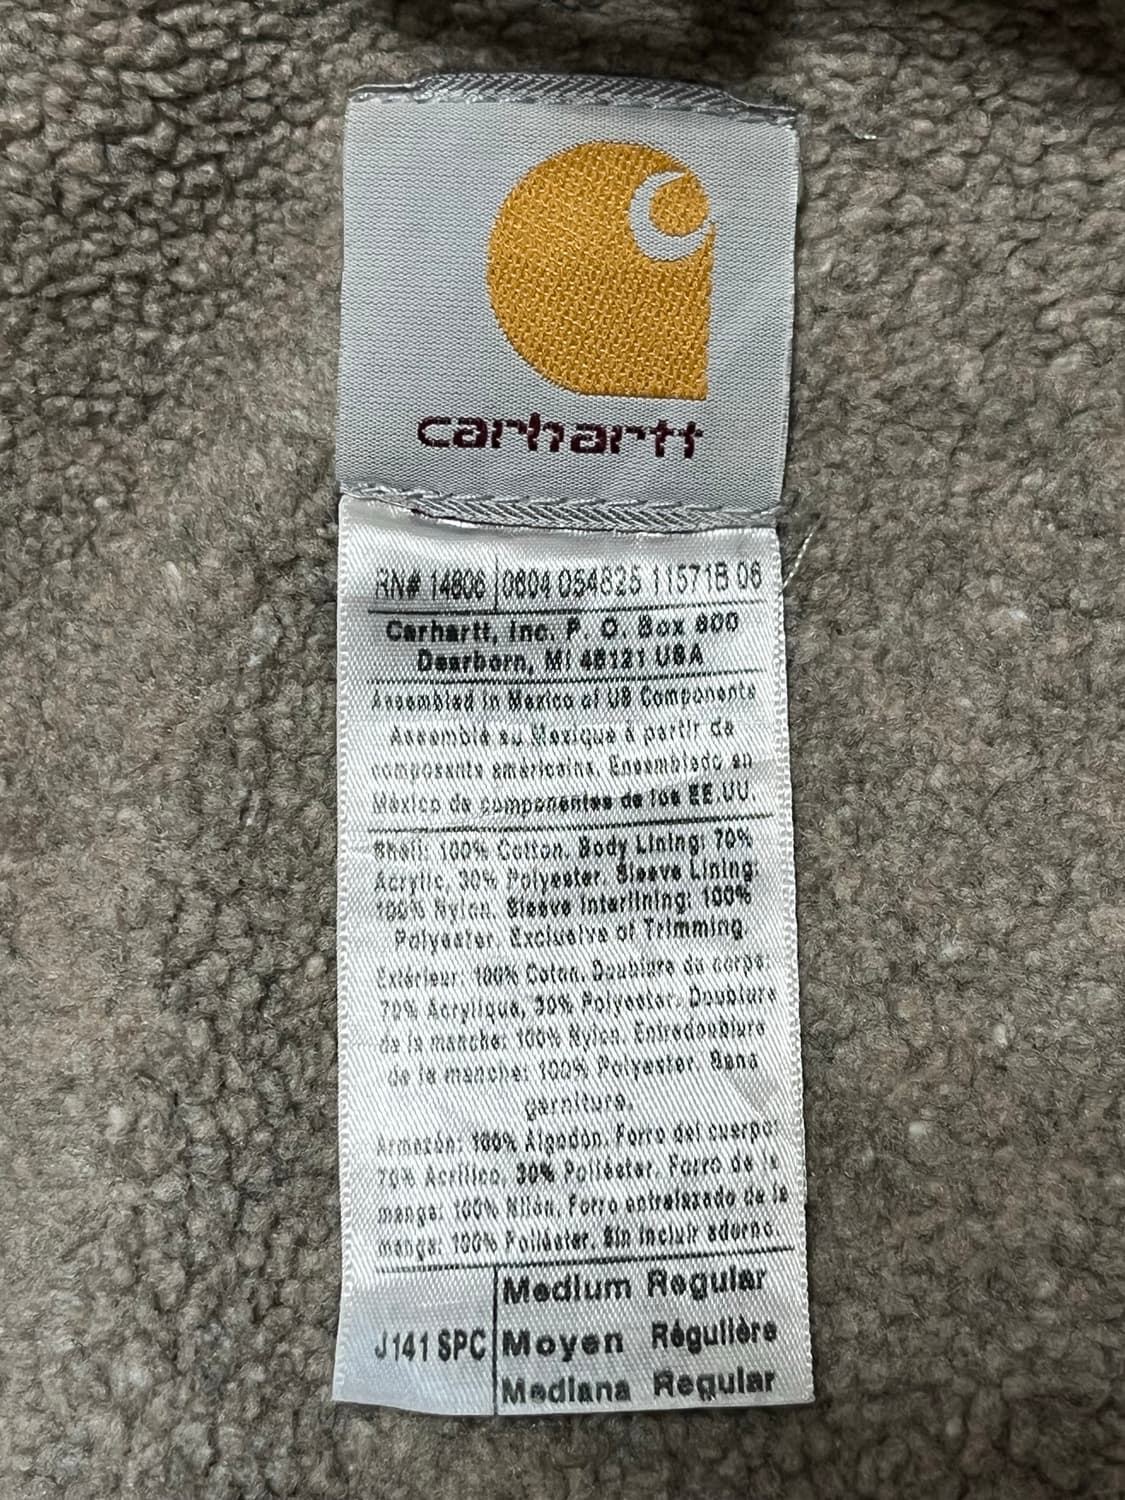 carhartt
RN# 14806 0604 054825 11571B 06
Carhartt, Inc. P. O. Box 600
Dearborn, MI 48121 USA
Assembled in Mexico of US Components
Assemblé au Mexique à partir de
composants américains. Ensamblado en
México de componentes de los EE.UU.
Shell: 100% Cotton. Body Lining: 70%
Acrylic, 30% Polyester. Sleeve Lining:
100% Nylon. Sleeve Interlining: 100%
Polyester. Exclusive of Trimming.
Extérieur: 100% Coton. Doublure du corps:
70% Acrylique, 30% Polyester. Doublure
de la manche: 100% Nylon. Entredoublure
de la manche: 100% Polyester. Sans
garniture.
Armazón: 100% Algodón. Forro del cuerpo:
70% Acrílico, 30% Poliéster. Forro de la
manga: 100% Nilón. Forro entrelazado de la
manga: 100% Poliéster. Sin incluir adorno.
J141 SPC
Medium Regular
Moyen Régulière
Mediana Regular